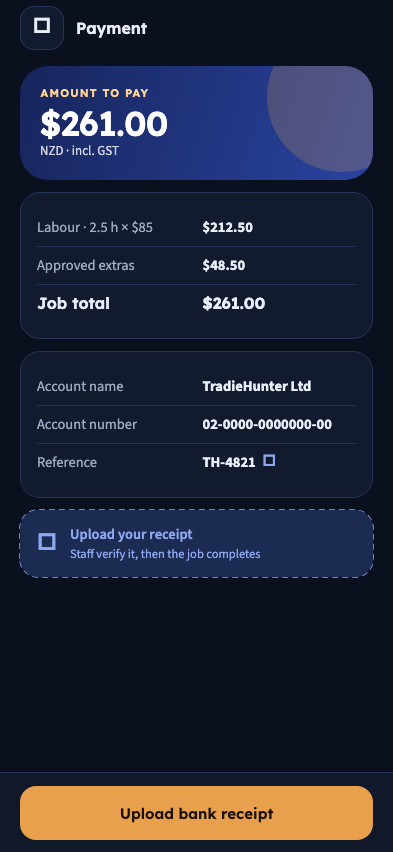 Payment
AMOUNT TO PAY
$261.00
NZD · incl. GST
Labour · 2.5 h × $85 $212.50
Approved extras $48.50
Job total $261.00
Account name TradieHunter Ltd
Account number 02-0000-0000000-00
Reference TH-4821
Upload your receipt
Staff verify it, then the job completes
Upload bank receipt